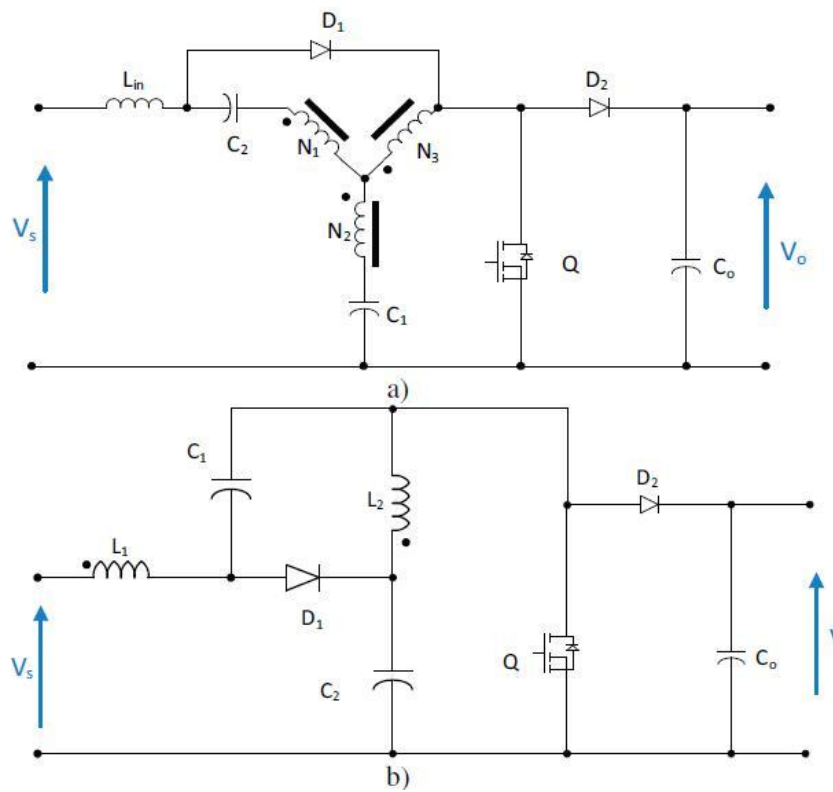 D₁
Lᵢₙ
D₂
C₂
N₁
N₃
Vₛ
N₂
Q
Cₒ
Vₒ
C₁
a)
C₁
D₂
L₂
L₁
D₁
Vₛ
Q
Cₒ
V
C₂
b)